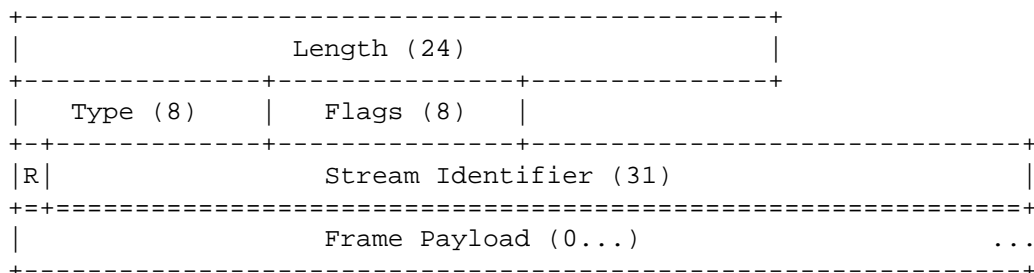 +-----------------------------------------------+
|                 Length (24)                   |
+---------------+---------------+---------------+
|   Type (8)    |   Flags (8)   |
+-+-------------+---------------+-------------------------------+
|R|                 Stream Identifier (31)                      |
+=+=============================================================+
|                   Frame Payload (0...)                      ...
+---------------------------------------------------------------+